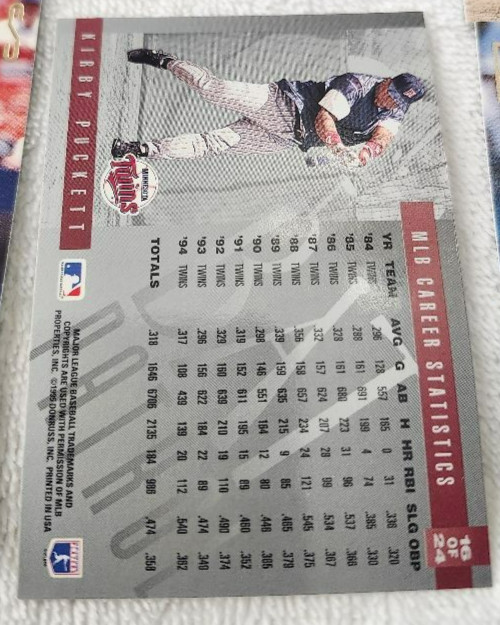 MLB CAREER STATISTICS
16
OF
24
YR TEAM AVG G AB H HR RBI SLG OBP
'84 TWINS .296 128 557 165 0 31 .336 .320
'85 TWINS .288 161 691 199 4 74 .385 .330
'86 TWINS .328 161 680 223 31 96 .537 .366
'87 TWINS .332 157 624 207 28 99 .534 .367
'88 TWINS .356 158 657 234 24 121 .545 .375
'89 TWINS .339 159 635 215 9 85 .465 .379
'90 TWINS .298 146 551 164 12 80 .446 .365
'91 TWINS .319 152 611 195 15 89 .460 .352
'92 TWINS .329 160 639 210 19 110 .490 .374
'93 TWINS .296 156 622 184 22 89 .474 .349
'94 TWINS .317 108 439 139 20 112 .540 .362
TOTALS .318 1646 6706 2135 184 986 .474 .358
MINNESOTA
Twins
KIRBY PUCKETT
MAJOR LEAGUE BASEBALL TRADEMARKS AND
COPYRIGHTS ARE USED WITH PERMISSION OF MLB
PROPERTIES, INC. ©1995 DONRUSS, INC. PRINTED IN USA